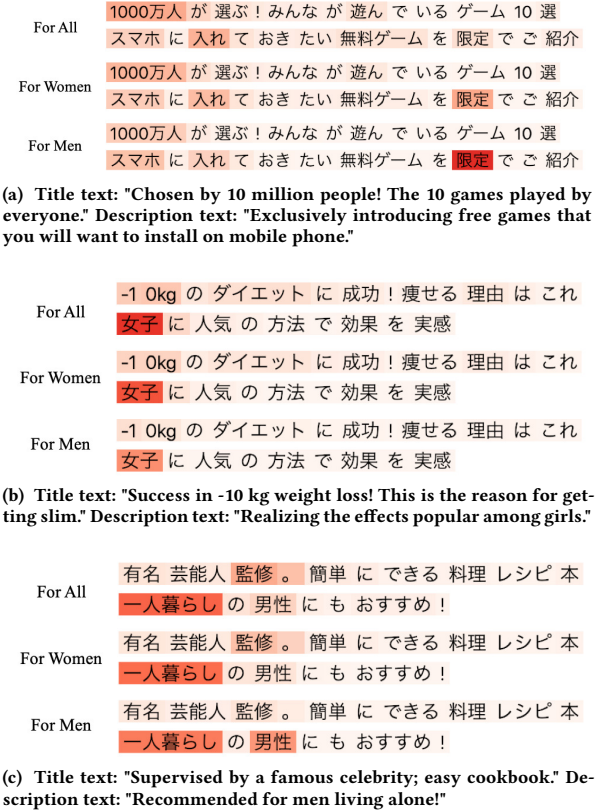 For All
1000万人 が 選ぶ ! みんな が 遊ん で いる ゲーム 10 選
スマホ に 入れ て おき たい 無料ゲーム を 限定 で ご 紹介
For Women
1000万人 が 選ぶ ! みんな が 遊ん で いる ゲーム 10 選
スマホ に 入れ て おき たい 無料ゲーム を 限定 で ご 紹介
For Men
1000万人 が 選ぶ ! みんな が 遊ん で いる ゲーム 10 選
スマホ に 入れ て おき たい 無料ゲーム を 限定 で ご 紹介
(a) Title text: "Chosen by 10 million people! The 10 games played by
everyone." Description text: "Exclusively introducing free games that
you will want to install on mobile phone."
For All
-1 0kg の ダイエット に 成功 ! 痩せる 理由 は これ
女子 に 人気 の 方法 で 効果 を 実感
For Women
-1 0kg の ダイエット に 成功 ! 痩せる 理由 は これ
女子 に 人気 の 方法 で 効果 を 実感
For Men
-1 0kg の ダイエット に 成功 ! 痩せる 理由 は これ
女子 に 人気 の 方法 で 効果 を 実感
(b) Title text: "Success in -10 kg weight loss! This is the reason for get-
ting slim." Description text: "Realizing the effects popular among girls."
For All
有名 芸能人 監修 。 簡単 に できる 料理 レシピ 本
一人暮らし の 男性 に も おすすめ !
For Women
有名 芸能人 監修 。 簡単 に できる 料理 レシピ 本
一人暮らし の 男性 に も おすすめ !
For Men
有名 芸能人 監修 。 簡単 に できる 料理 レシピ 本
一人暮らし の 男性 に も おすすめ !
(c) Title text: "Supervised by a famous celebrity; easy cookbook." De-
scription text: "Recommended for men living alone!"